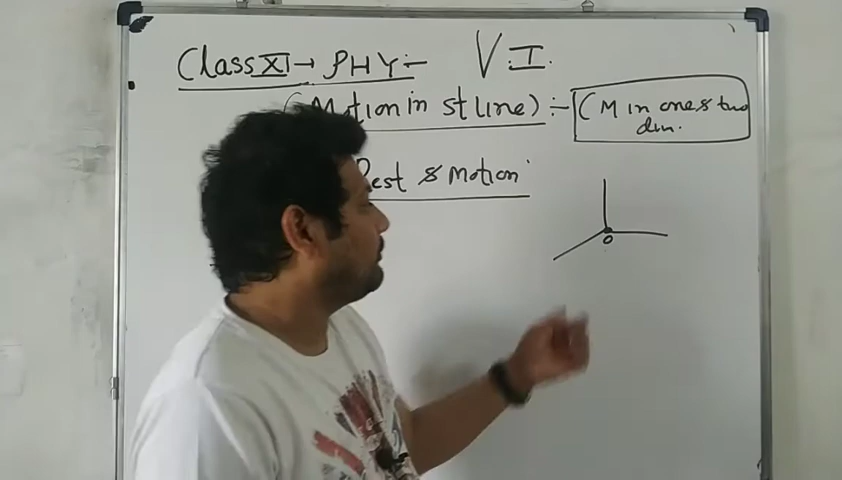 Class XI → PHY :- V.I.
(Motion in st line) :- (M in one & two
dim.
Rest & Motion
O